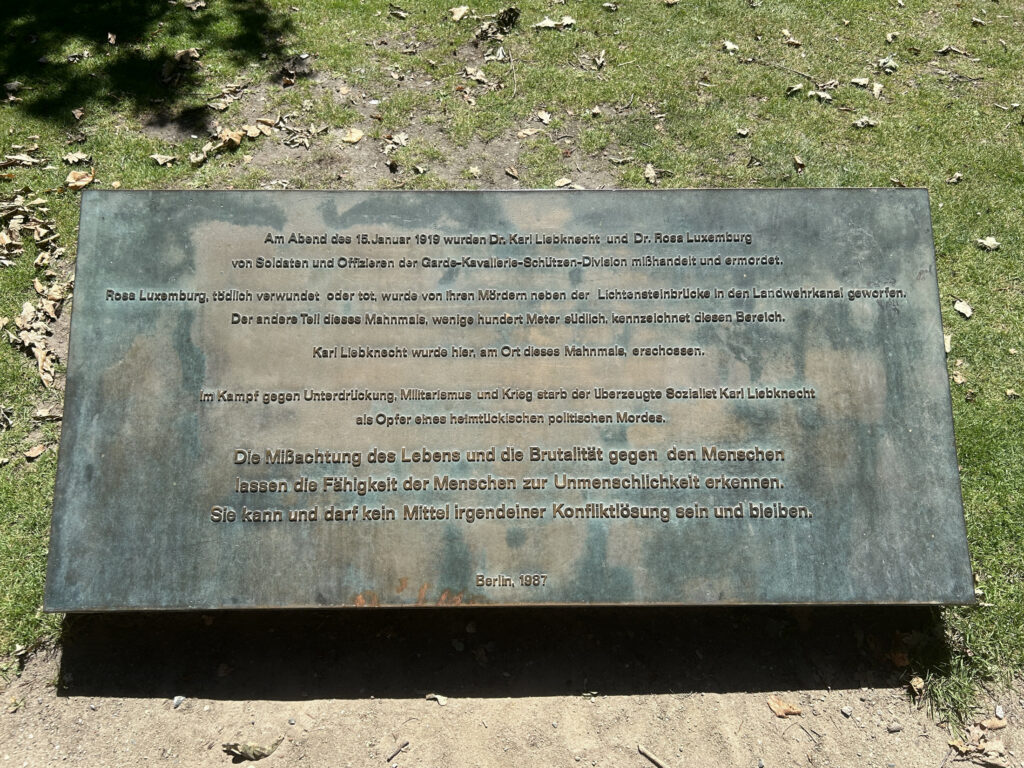 Am Abend des 15. Januar 1919 wurden Dr. Karl Liebknecht und Dr. Rosa Luxemburg
von Soldaten und Offizieren der Garde-Kavallerie-Schützen-Division mißhandelt und ermordet.
Rosa Luxemburg, tödlich verwundet oder tot, wurde von ihren Mördern neben der Lichtensteinbrücke in den Landwehrkanal geworfen.
Der andere Teil dieses Mahnmals, wenige hundert Meter südlich, kennzeichnet diesen Bereich.
Karl Liebknecht wurde hier, am Ort dieses Mahnmals, erschossen.
Im Kampf gegen Unterdrückung, Militarismus und Krieg starb der überzeugte Sozialist Karl Liebknecht
als Opfer eines heimtückischen politischen Mordes.
Die Mißachtung des Lebens und die Brutalität gegen den Menschen
lassen die Fähigkeit der Menschen zur Unmenschlichkeit erkennen.
Sie kann und darf kein Mittel irgendeiner Konfliktlösung sein und bleiben.
Berlin, 1987